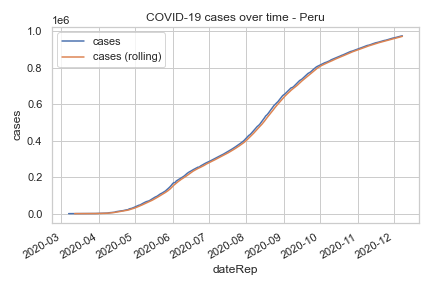 COVID-19 cases over time - Peru
1e6
cases
cases (rolling)
1.0
0.8
0.6
0.4
0.2
0.0
cases
2020-03
2020-04
2020-05
2020-06
2020-07
2020-08
2020-09
2020-10
2020-11
2020-12
dateRep